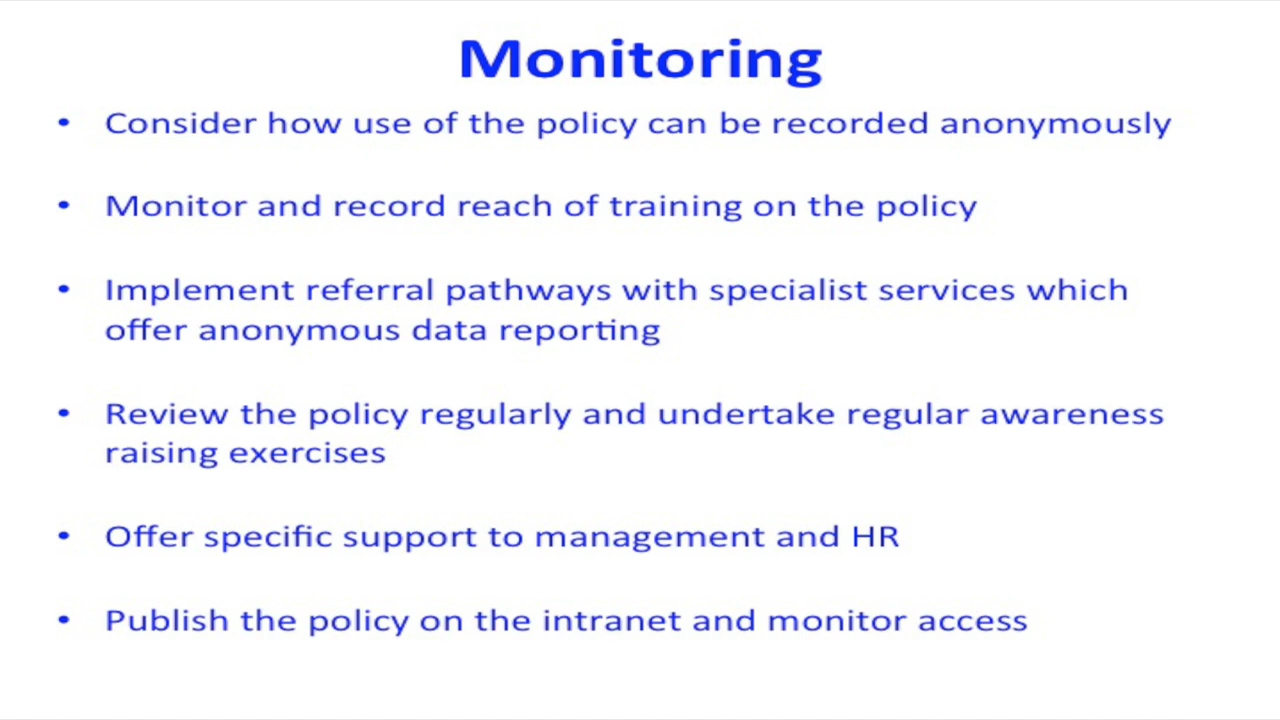 Monitoring
• Consider how use of the policy can be recorded anonymously
• Monitor and record reach of training on the policy
• Implement referral pathways with specialist services which
offer anonymous data reporting
• Review the policy regularly and undertake regular awareness
raising exercises
• Offer specific support to management and HR
• Publish the policy on the intranet and monitor access